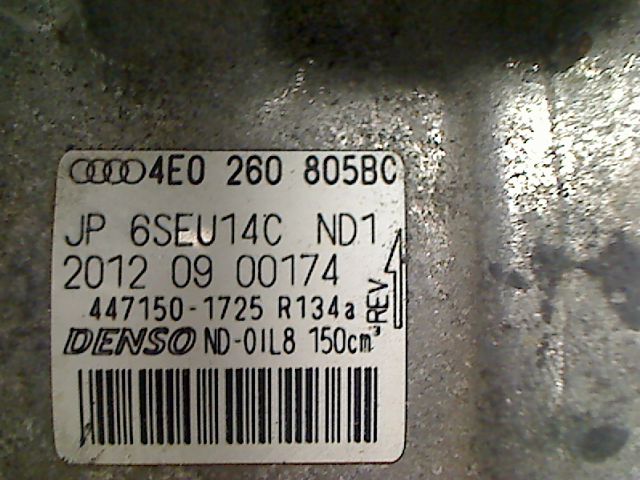 4E0 260 805BC
JP 6SEU14C ND1
2012 09 00174
447150-1725 R134a
DENSO ND-OIL8 150cm³
REV